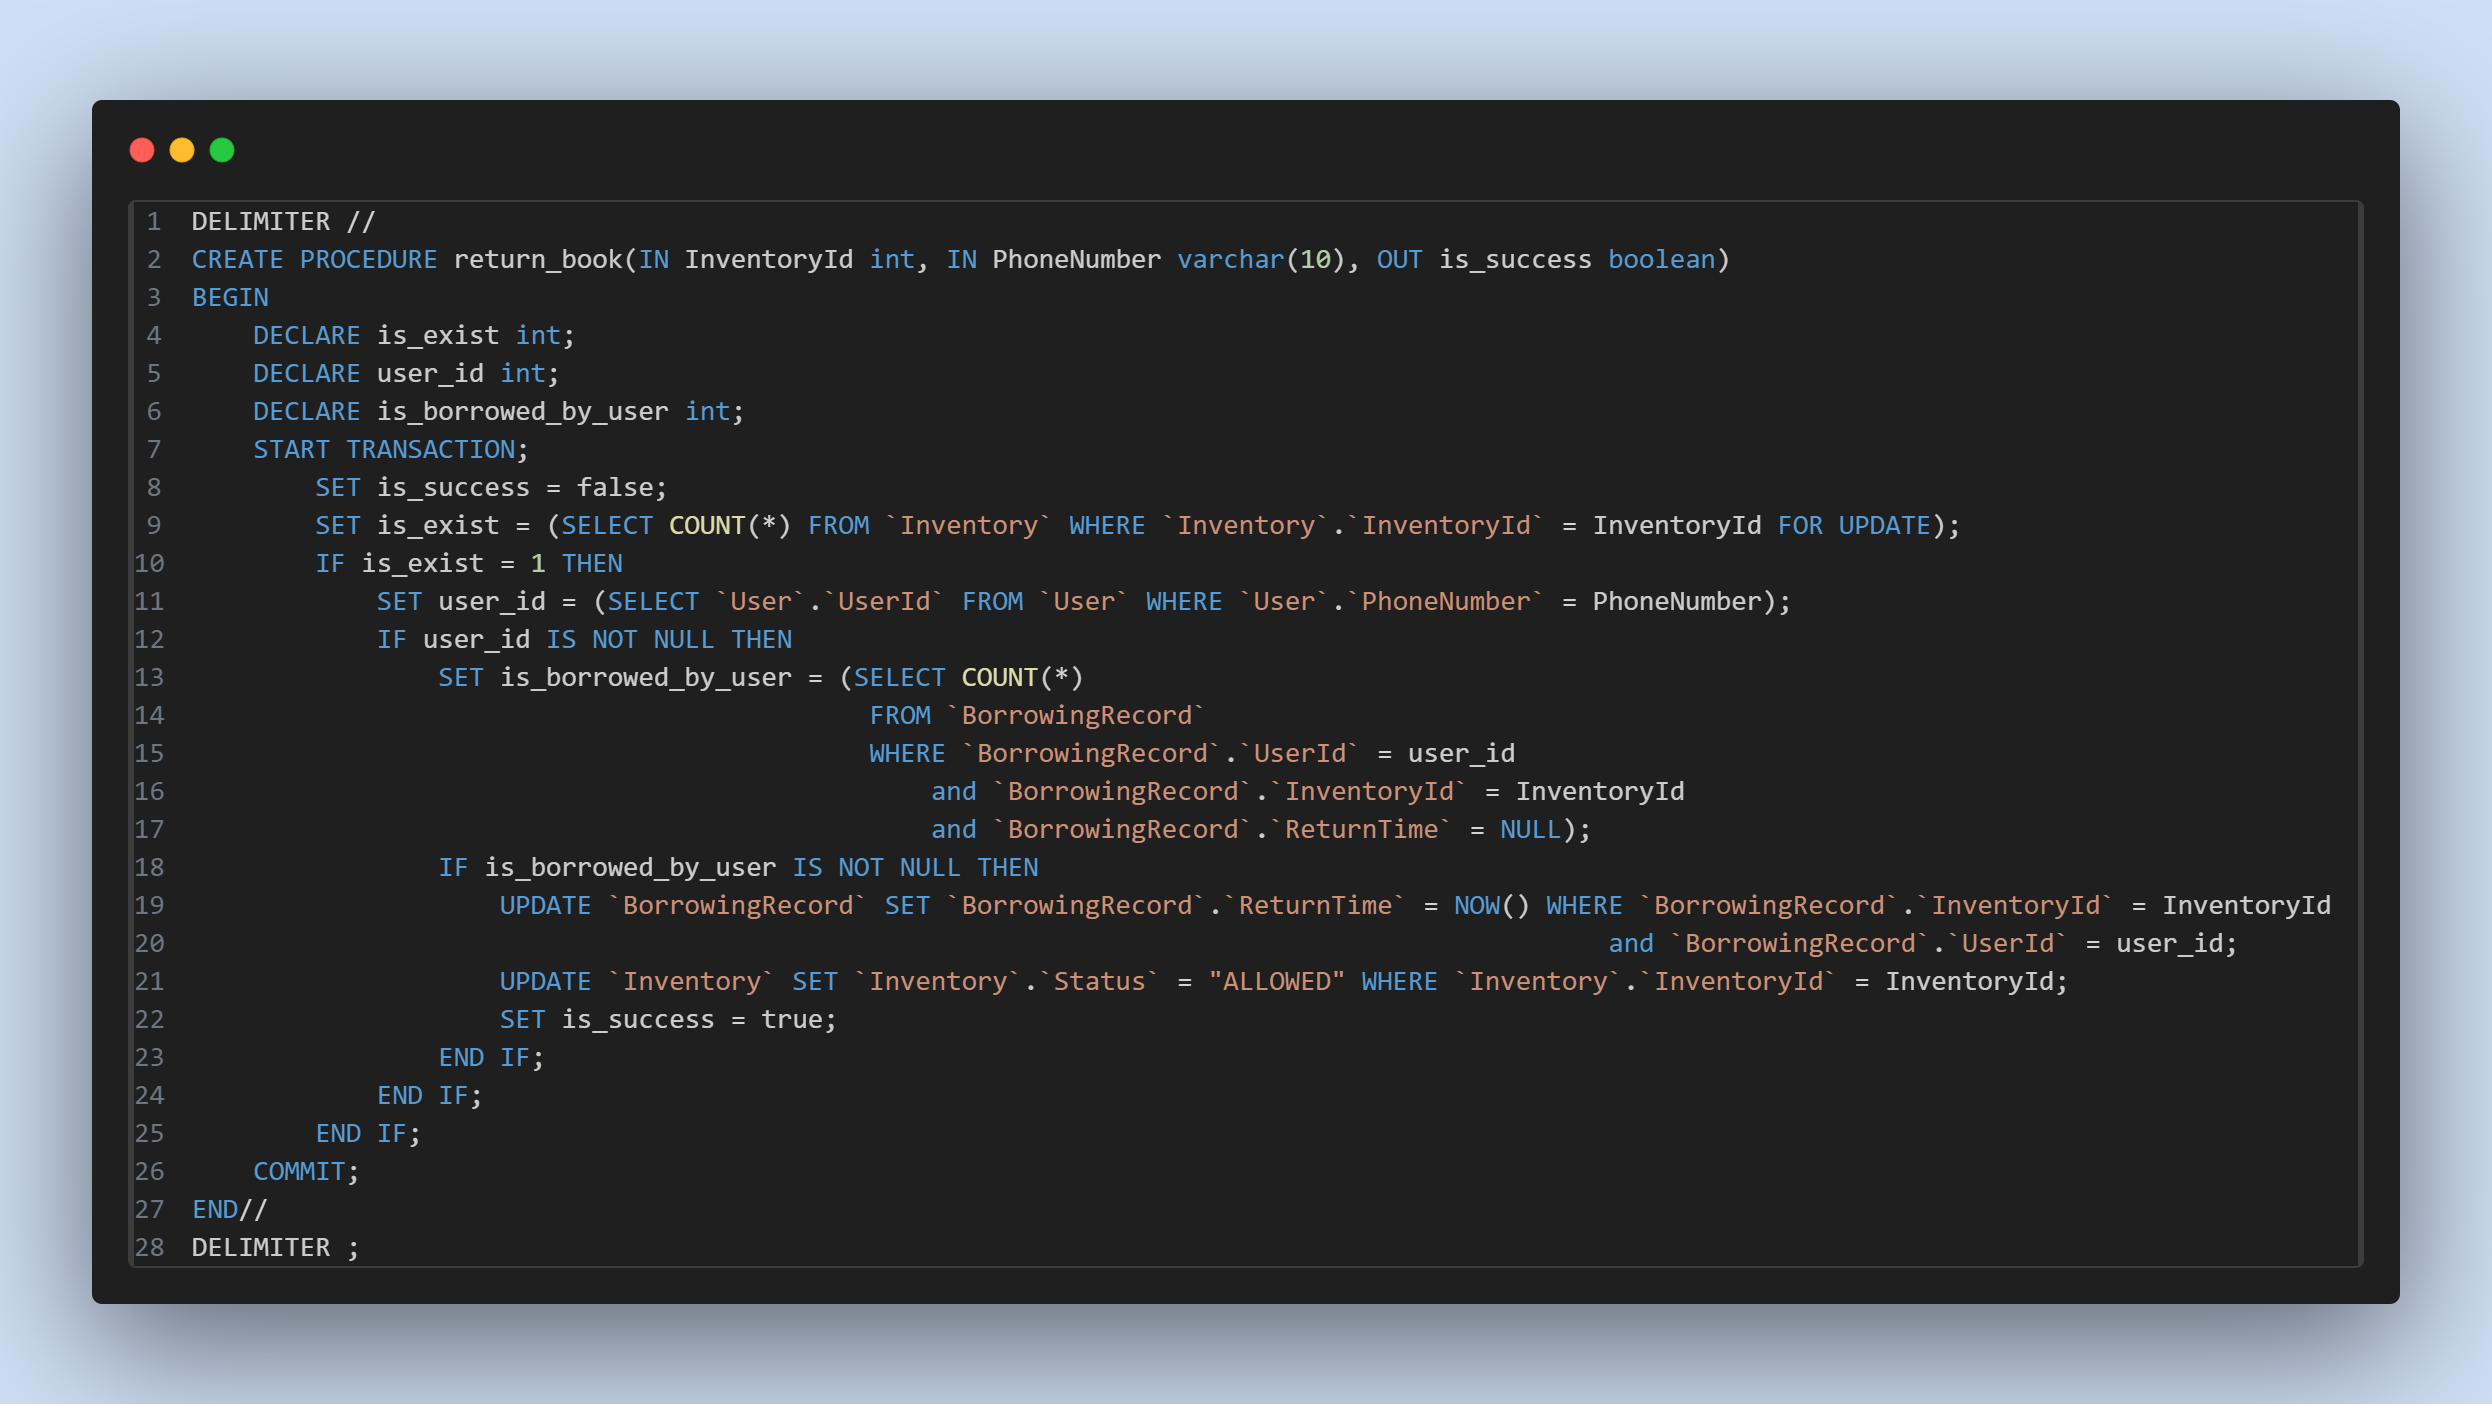 1 DELIMITER //
2 CREATE PROCEDURE return_book(IN InventoryId int, IN PhoneNumber varchar(10), OUT is_success boolean)
3 BEGIN
4     DECLARE is_exist int;
5     DECLARE user_id int;
6     DECLARE is_borrowed_by_user int;
7     START TRANSACTION;
8         SET is_success = false;
9         SET is_exist = (SELECT COUNT(*) FROM `Inventory` WHERE `Inventory`.`InventoryId` = InventoryId FOR UPDATE);
10         IF is_exist = 1 THEN
11             SET user_id = (SELECT `User`.`UserId` FROM `User` WHERE `User`.`PhoneNumber` = PhoneNumber);
12             IF user_id IS NOT NULL THEN
13                 SET is_borrowed_by_user = (SELECT COUNT(*)
14                                             FROM `BorrowingRecord`
15                                             WHERE `BorrowingRecord`.`UserId` = user_id
16                                                 and `BorrowingRecord`.`InventoryId` = InventoryId
17                                                 and `BorrowingRecord`.`ReturnTime` = NULL);
18                 IF is_borrowed_by_user IS NOT NULL THEN
19                     UPDATE `BorrowingRecord` SET `BorrowingRecord`.`ReturnTime` = NOW() WHERE `BorrowingRecord`.`InventoryId` = InventoryId
20                                                                                             and `BorrowingRecord`.`UserId` = user_id;
21                     UPDATE `Inventory` SET `Inventory`.`Status` = "ALLOWED" WHERE `Inventory`.`InventoryId` = InventoryId;
22                     SET is_success = true;
23                 END IF;
24             END IF;
25         END IF;
26     COMMIT;
27 END//
28 DELIMITER ;